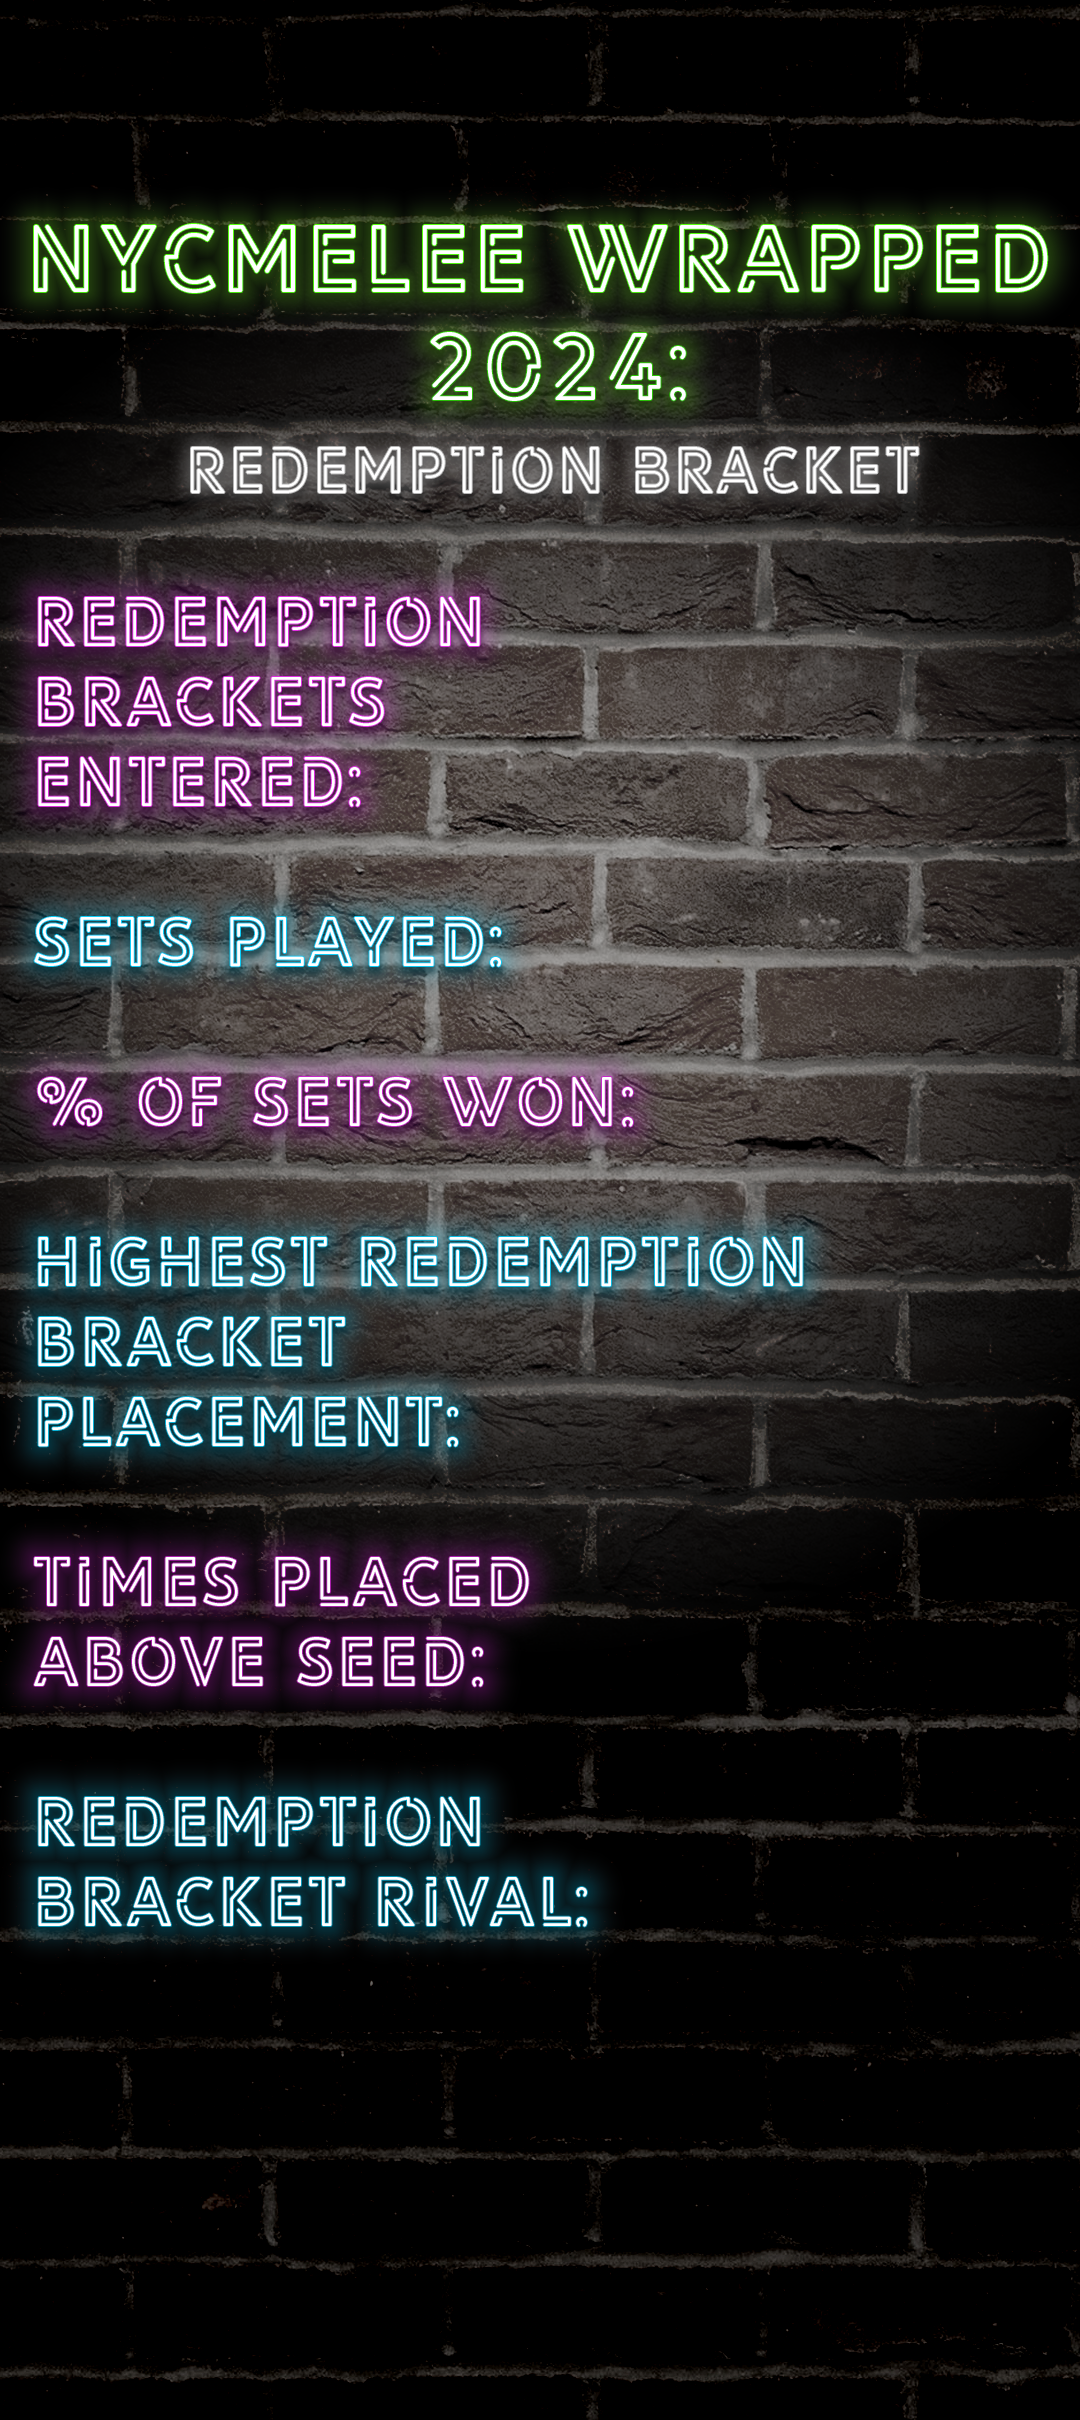 NYCMELEE WRAPPED
2024:
REDEMPTION BRACKET
REDEMPTION
BRACKETS
ENTERED:
SETS PLAYED:
% OF SETS WON:
HIGHEST REDEMPTION
BRACKET
PLACEMENT:
TIMES PLACED
ABOVE SEED:
REDEMPTION
BRACKET RIVAL: